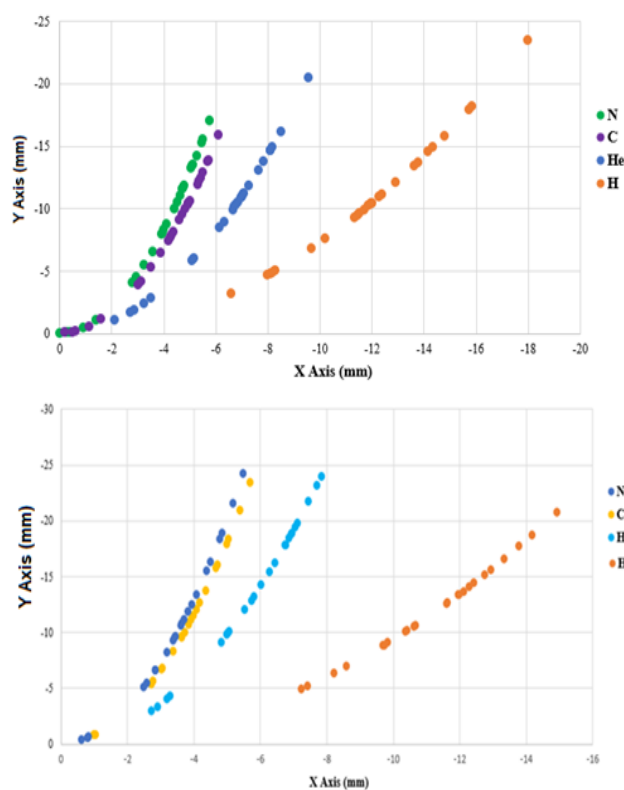 -25
-20
-15
-10
-5
0
Y Axis (mm)
0 -2 -4 -6 -8 -10 -12 -14 -16 -18 -20
X Axis (mm)
N
C
He
H
-30
-25
-20
-15
-10
-5
0
Y Axis (mm)
0 -2 -4 -6 -8 -10 -12 -14 -16
X Axis (mm)
N
C
H
H